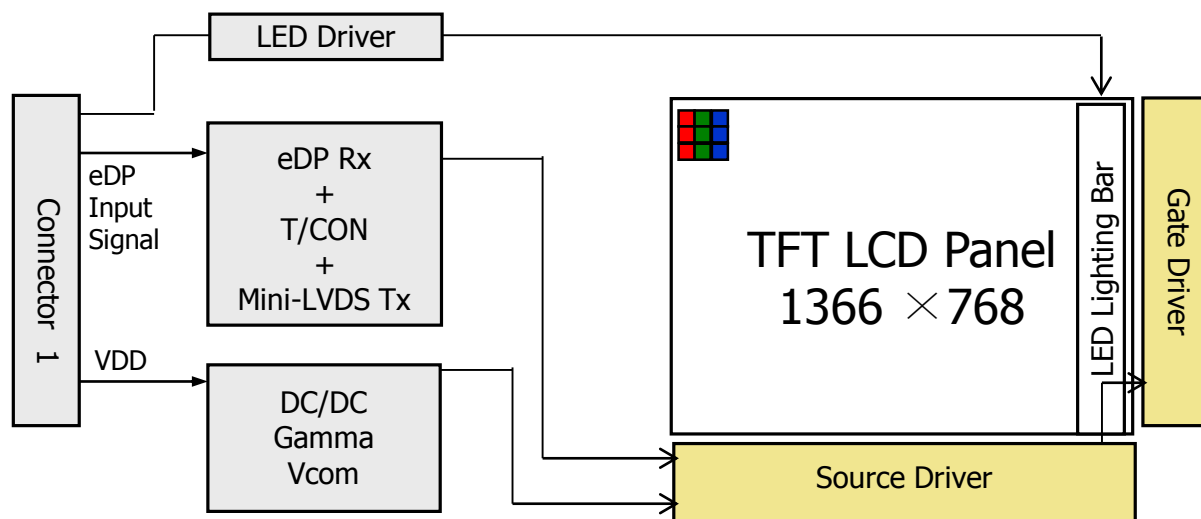 LED Driver
Connector 1
eDP
Input
Signal
eDP Rx
+
T/CON
+
Mini-LVDS Tx
VDD
DC/DC
Gamma
Vcom
TFT LCD Panel
1366 ×768
LED Lighting Bar
Gate Driver
Source Driver